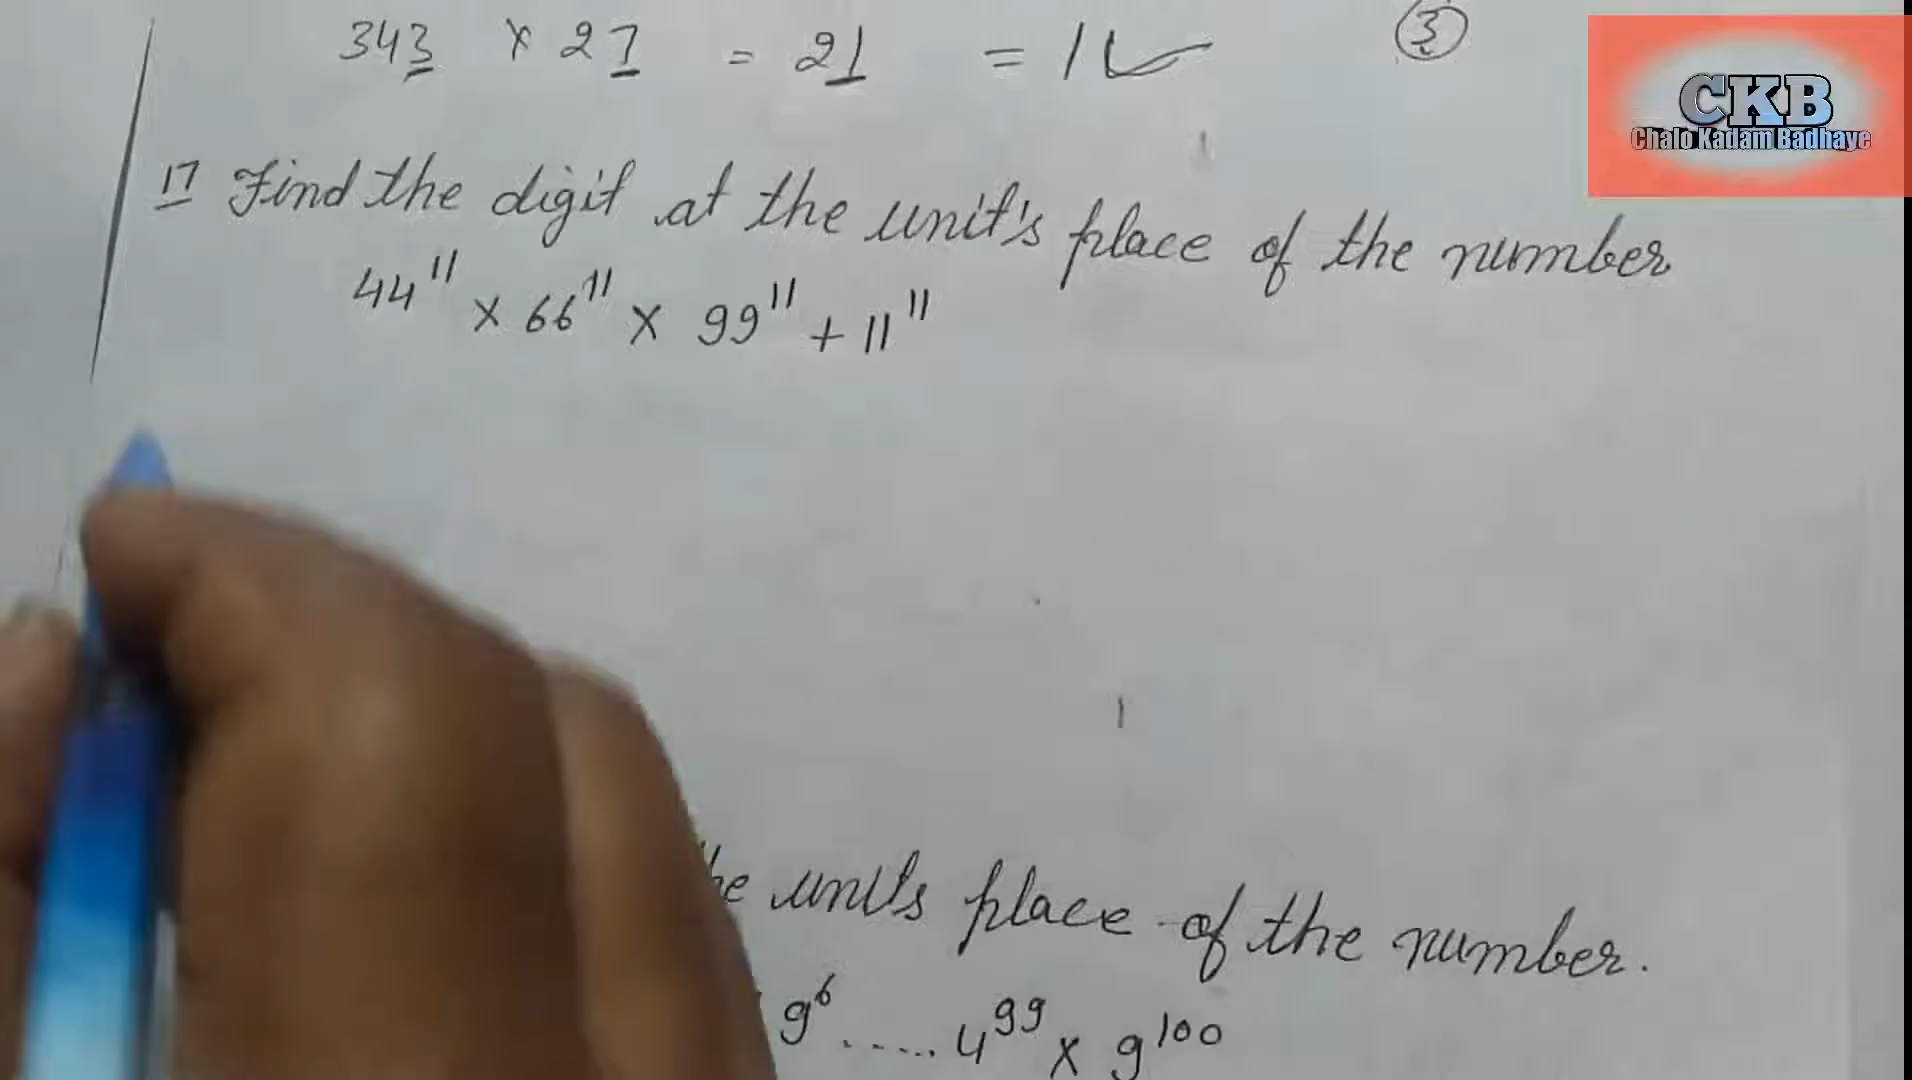 343 × 27 = 21 = 1 ✓ ③
CKB
Chalo Kadam Badhaye
17 Find the digit at the unit's place of the number
44¹¹ × 66¹¹ × 99¹¹ + 11¹¹
he unit's place of the number.
9⁶ ..... 4⁹⁹ × 9¹⁰⁰